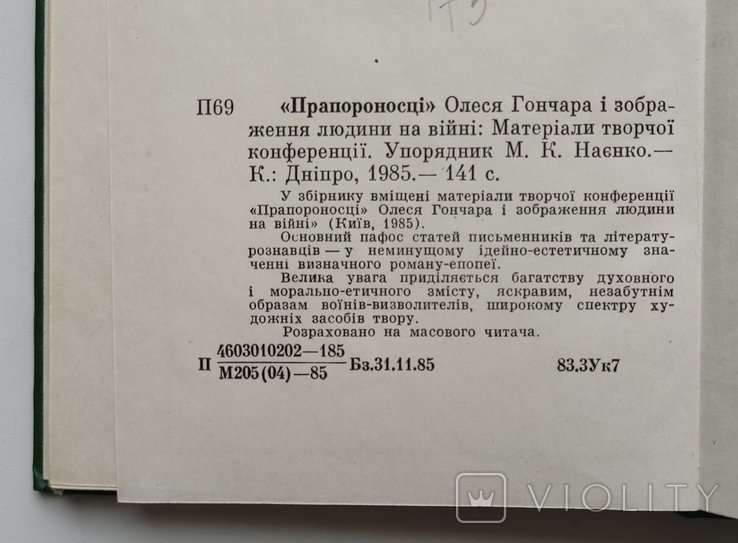 П69 «Прапороносці» Олеся Гончара і зобра-
ження людини на війні: Матеріали творчої
конференції. Упорядник М. К. Наєнко.—
К.: Дніпро, 1985.— 141 с.
У збірнику вміщені матеріали творчої конференції
«Прапороносці» Олеся Гончара і зображення людини
на війні» (Київ, 1985).
Основний пафос статей письменників та літерату-
рознавців — у неминущому ідейно-естетичному зна-
ченні визначного роману-епопеї.
Велика увага приділяється багатству духовного
і морально-етичного змісту, яскравим, незабутнім
образам воїнів-визволителів, широкому спектру ху-
дожніх засобів твору.
Розраховано на масового читача.
П 4603010202—185
М205(04)—85 Бз.31.11.85 83.3Ук7
VIOLITY